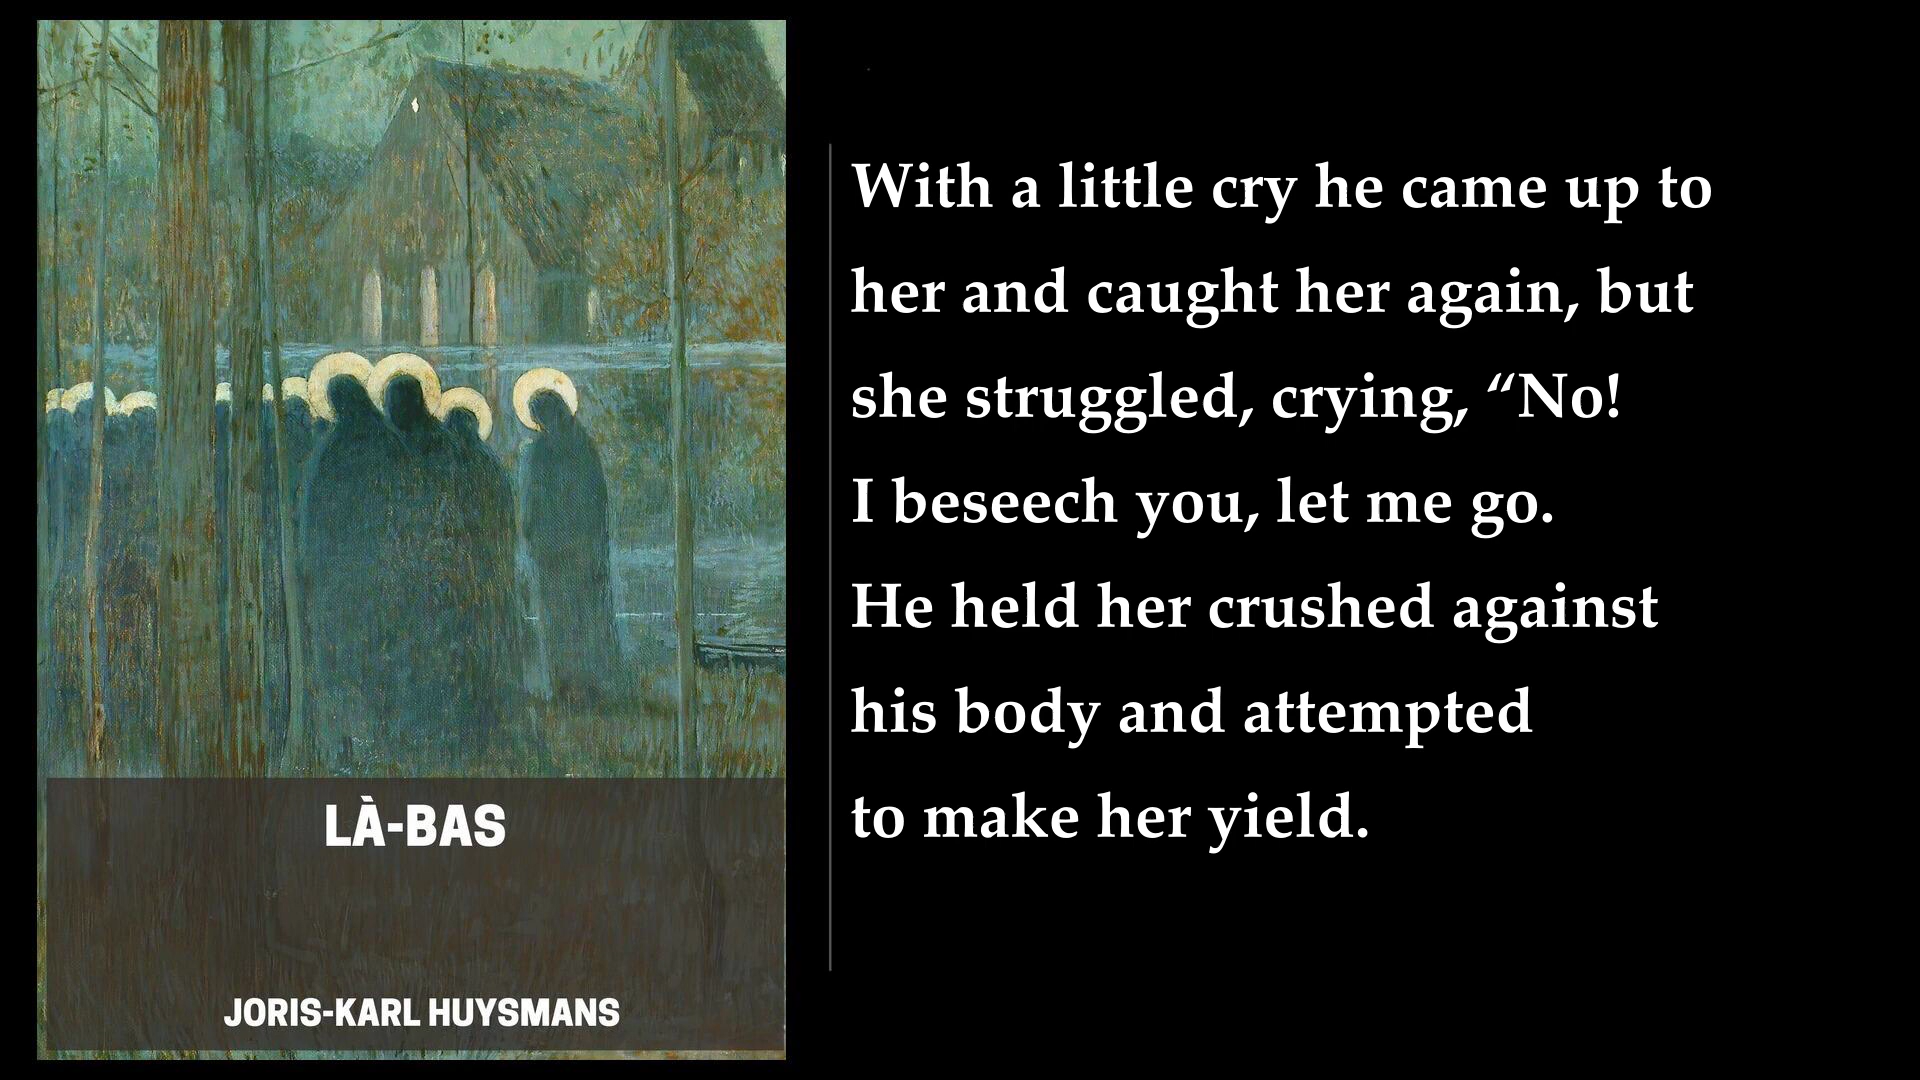 With a little cry he came up to
her and caught her again, but
she struggled, crying, “No!
I beseech you, let me go.
He held her crushed against
his body and attempted
to make her yield.
LÀ-BAS
JORIS-KARL HUYSMANS